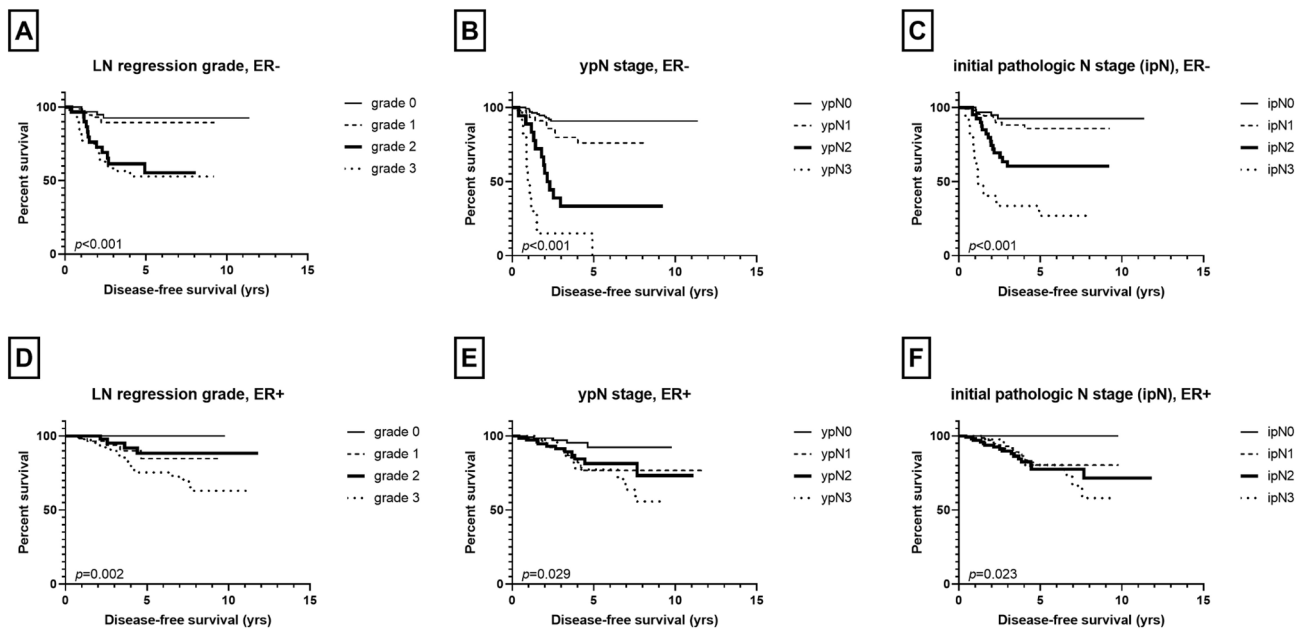 A
LN regression grade, ER-
Percent survival
100
50
0
p<0.001
0 5 10 15
Disease-free survival (yrs)
grade 0
grade 1
grade 2
grade 3
B
ypN stage, ER-
Percent survival
100
50
0
p<0.001
0 5 10 15
Disease-free survival (yrs)
ypN0
ypN1
ypN2
ypN3
C
initial pathologic N stage (ipN), ER-
Percent survival
100
50
0
p<0.001
0 5 10 15
Disease-free survival (yrs)
ipN0
ipN1
ipN2
ipN3
D
LN regression grade, ER+
Percent survival
100
50
0
p=0.002
0 5 10 15
Disease-free survival (yrs)
grade 0
grade 1
grade 2
grade 3
E
ypN stage, ER+
Percent survival
100
50
0
p=0.029
0 5 10 15
Disease-free survival (yrs)
ypN0
ypN1
ypN2
ypN3
F
initial pathologic N stage (ipN), ER+
Percent survival
100
50
0
p=0.023
0 5 10 15
Disease-free survival (yrs)
ipN0
ipN1
ipN2
ipN3